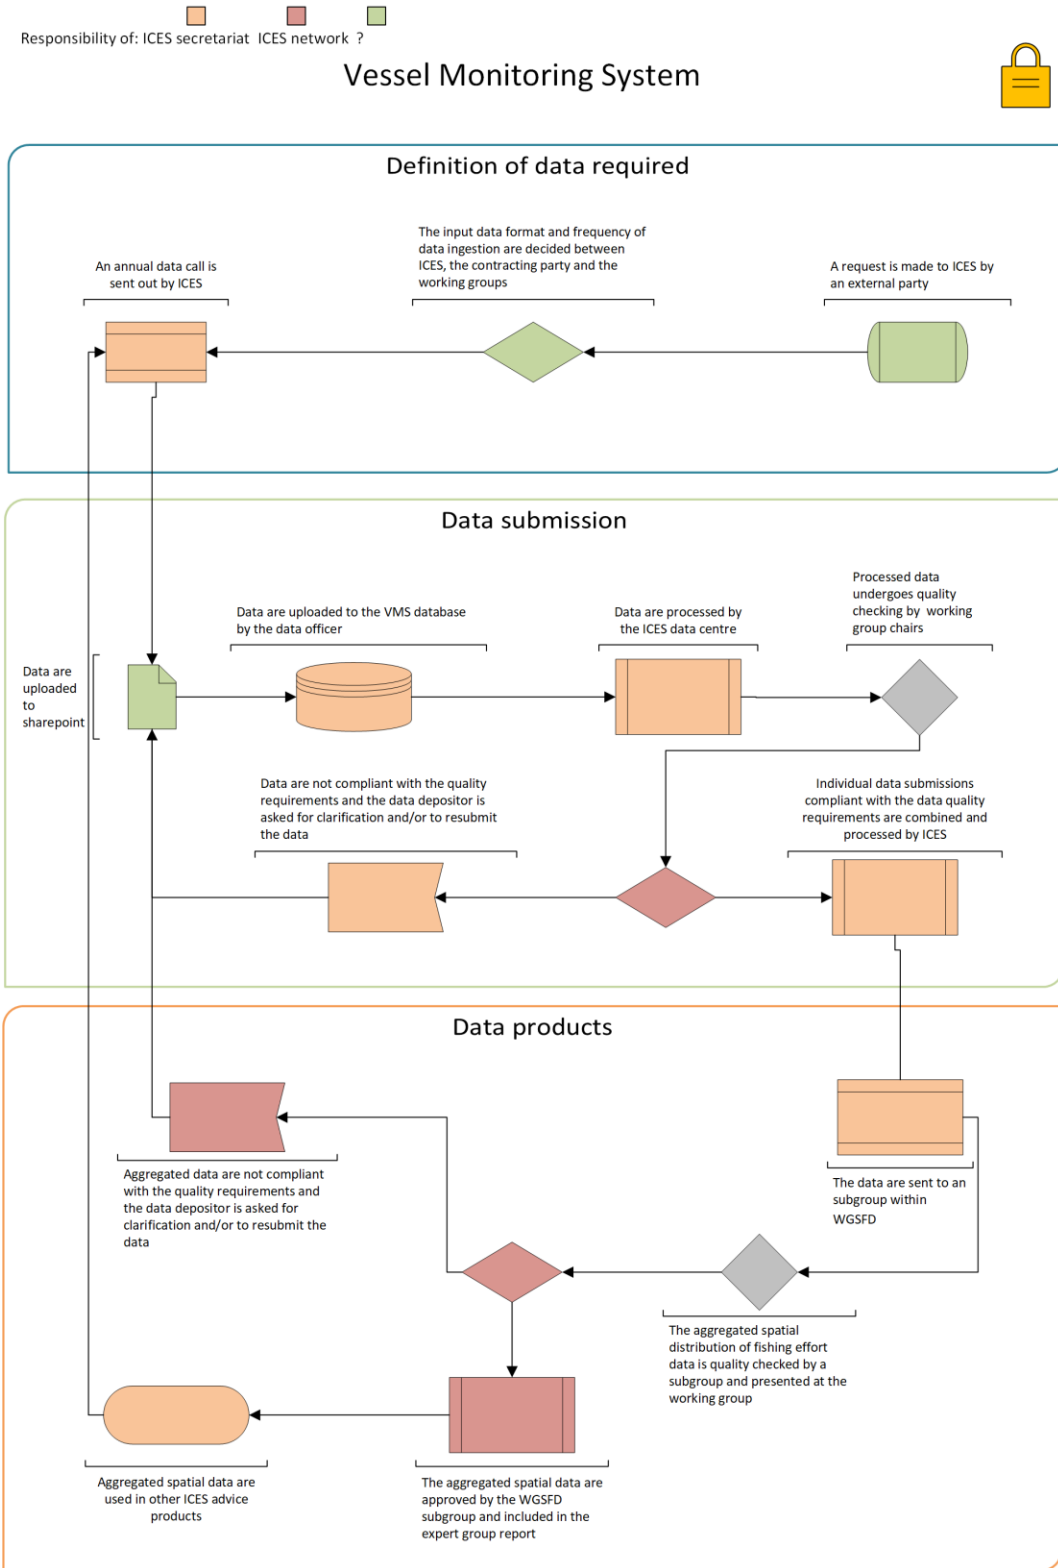 Responsibility of: ICES secretariat ICES network ?
Vessel Monitoring System
Definition of data required
The input data format and frequency of
data ingestion are decided between
ICES, the contracting party and the
working groups
An annual data call is
sent out by ICES
A request is made to ICES by
an external party
Data submission
Processed data
undergoes quality
checking by working
group chairs
Data are uploaded to the VMS database
by the data officer
Data are processed by
the ICES data centre
Data are
uploaded
to
sharepoint
Data are not compliant with the quality
requirements and the data depositor is
asked for clarification and/or to resubmit
the data
Individual data submissions
compliant with the data quality
requirements are combined and
processed by ICES
Data products
Aggregated data are not compliant
with the quality requirements and
the data depositor is asked for
clarification and/or to resubmit the
data
The data are sent to an
subgroup within
WGSFD
The aggregated spatial
distribution of fishing effort
data is quality checked by a
subgroup and presented at the
working group
Aggregated spatial data are
used in other ICES advice
products
The aggregated spatial data are
approved by the WGSFD
subgroup and included in the
expert group report